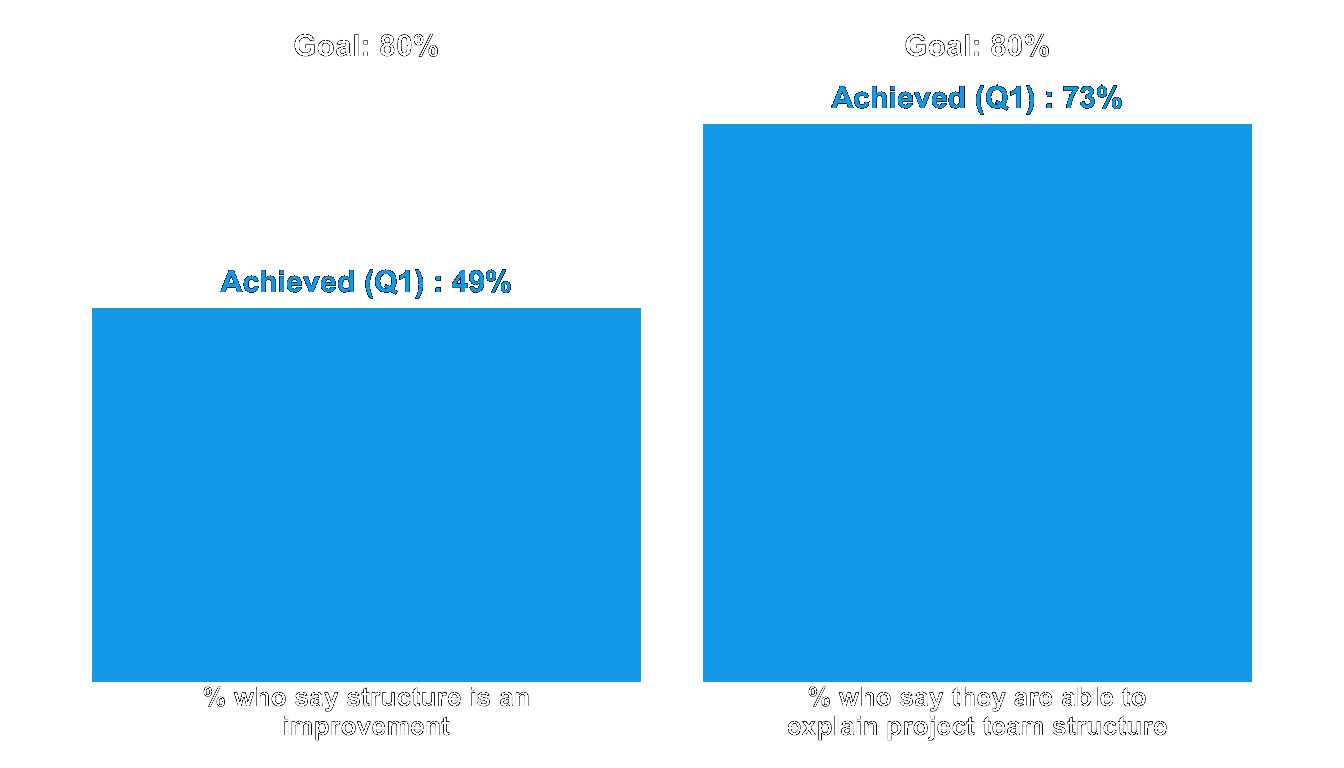 Goal: 80%
Goal: 80%
Achieved (Q1) : 73%
Achieved (Q1) : 49%
% who say structure is an
improvement
% who say they are able to
explain project team structure